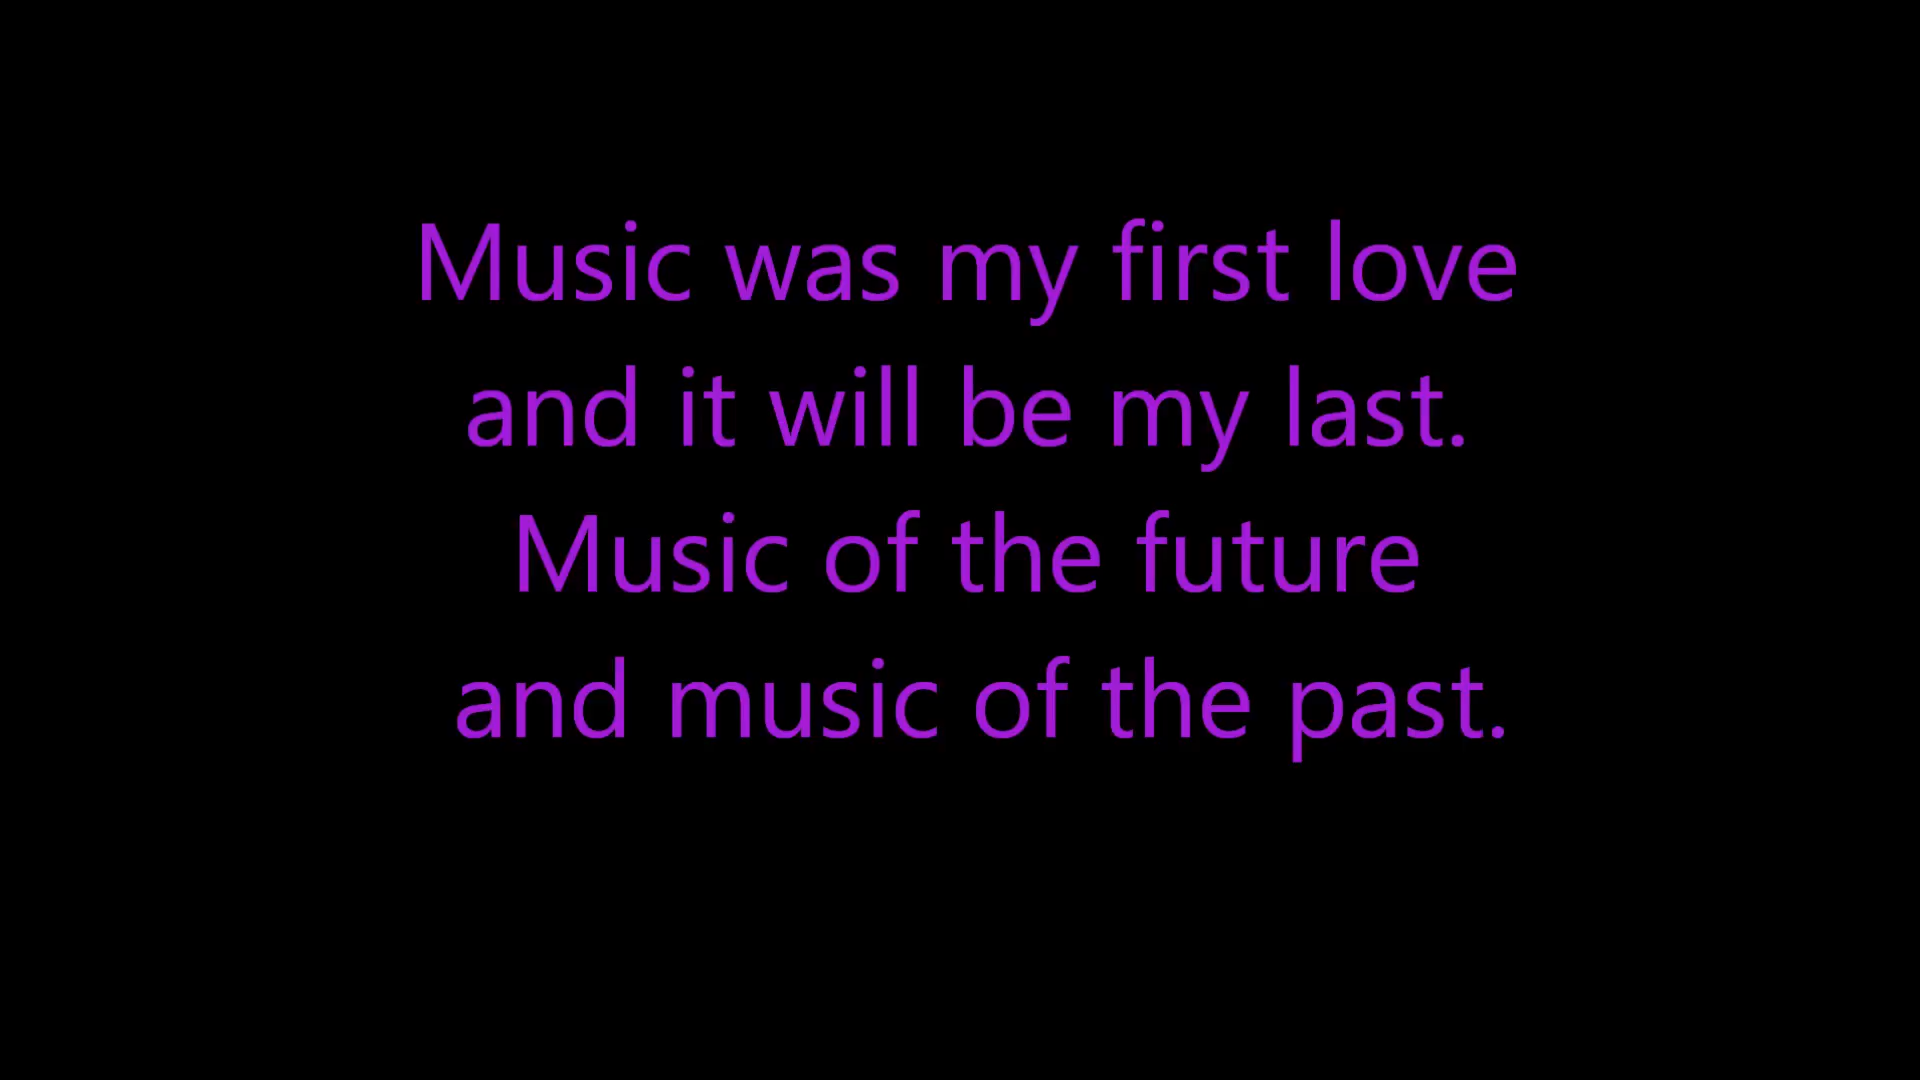 Music was my first love
and it will be my last.
Music of the future
and music of the past.